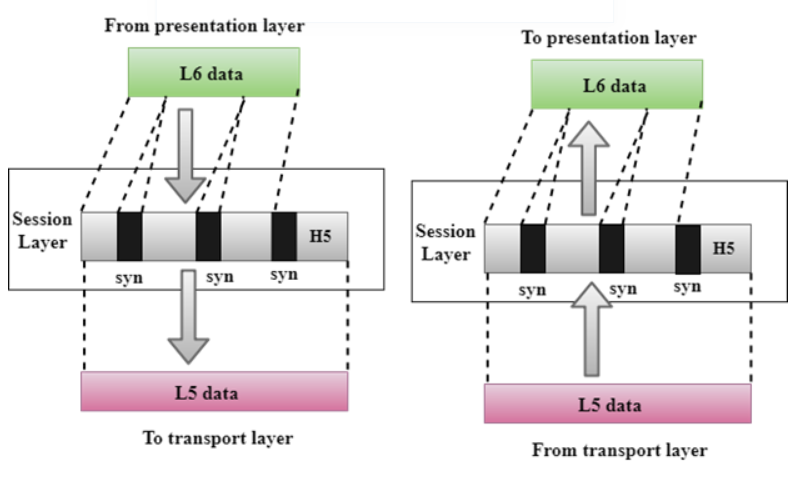 From presentation layer
L6 data
Session
Layer
H5
syn
syn
syn
L5 data
To transport layer
To presentation layer
L6 data
Session
Layer
H5
syn
syn
syn
L5 data
From transport layer